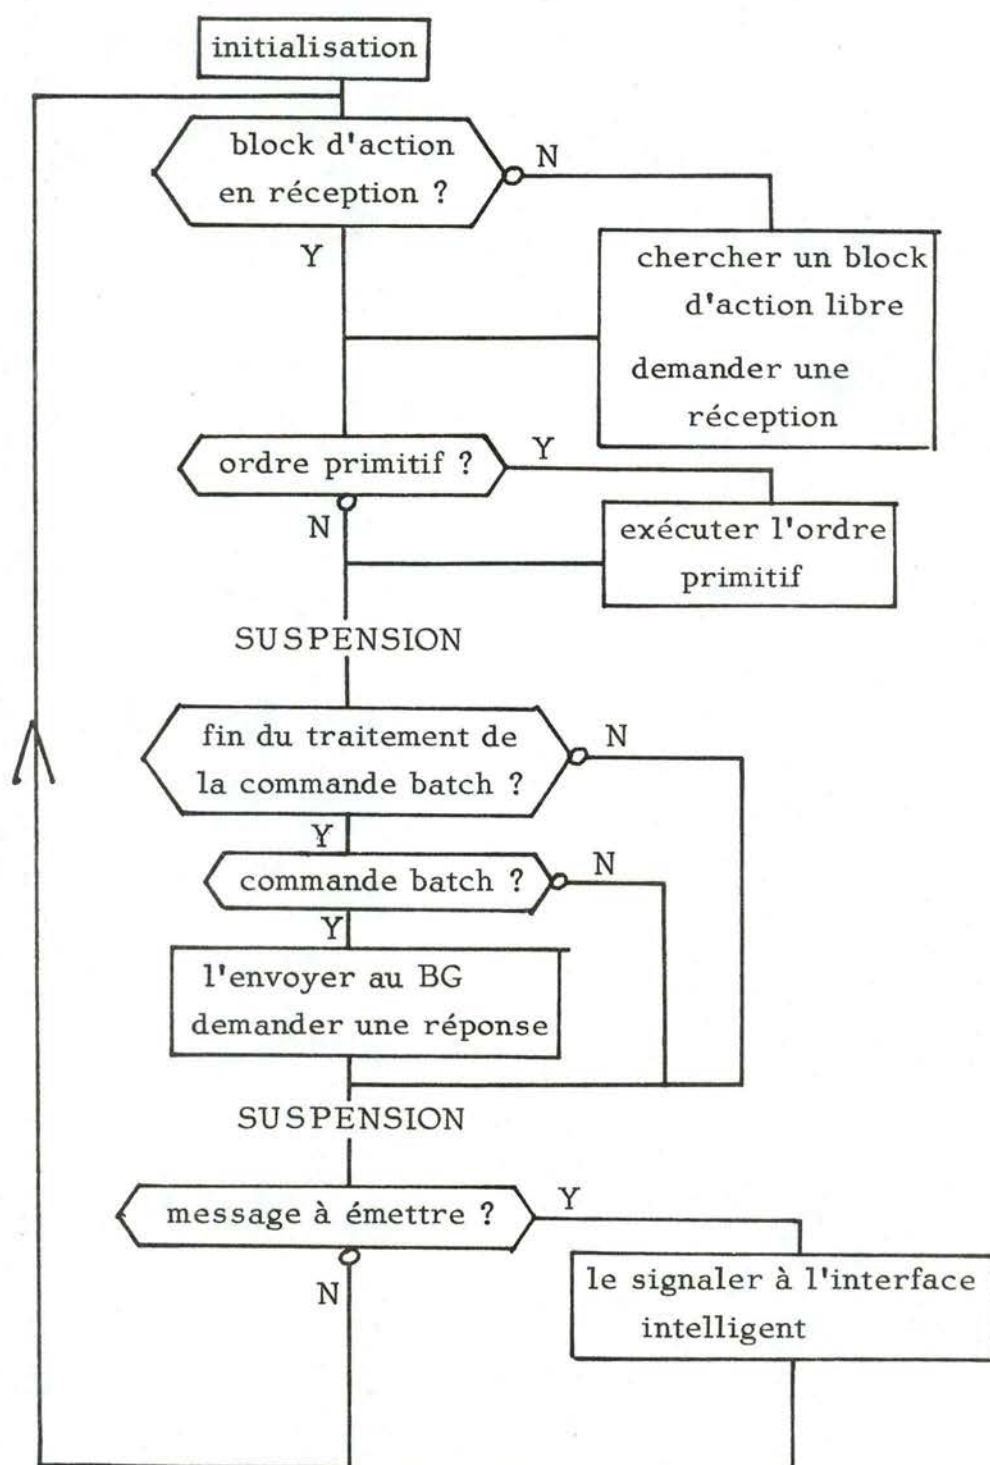 initialisation
block d'action
en réception ?
N
Y
chercher un block
d'action libre
demander une
réception
ordre primitif ?
Y
N
exécuter l'ordre
primitif
SUSPENSION
fin du traitement de
la commande batch ?
N
Y
commande batch ?
N
Y
l'envoyer au BG
demander une réponse
SUSPENSION
message à émettre ?
Y
N
le signaler à l'interface
intelligent